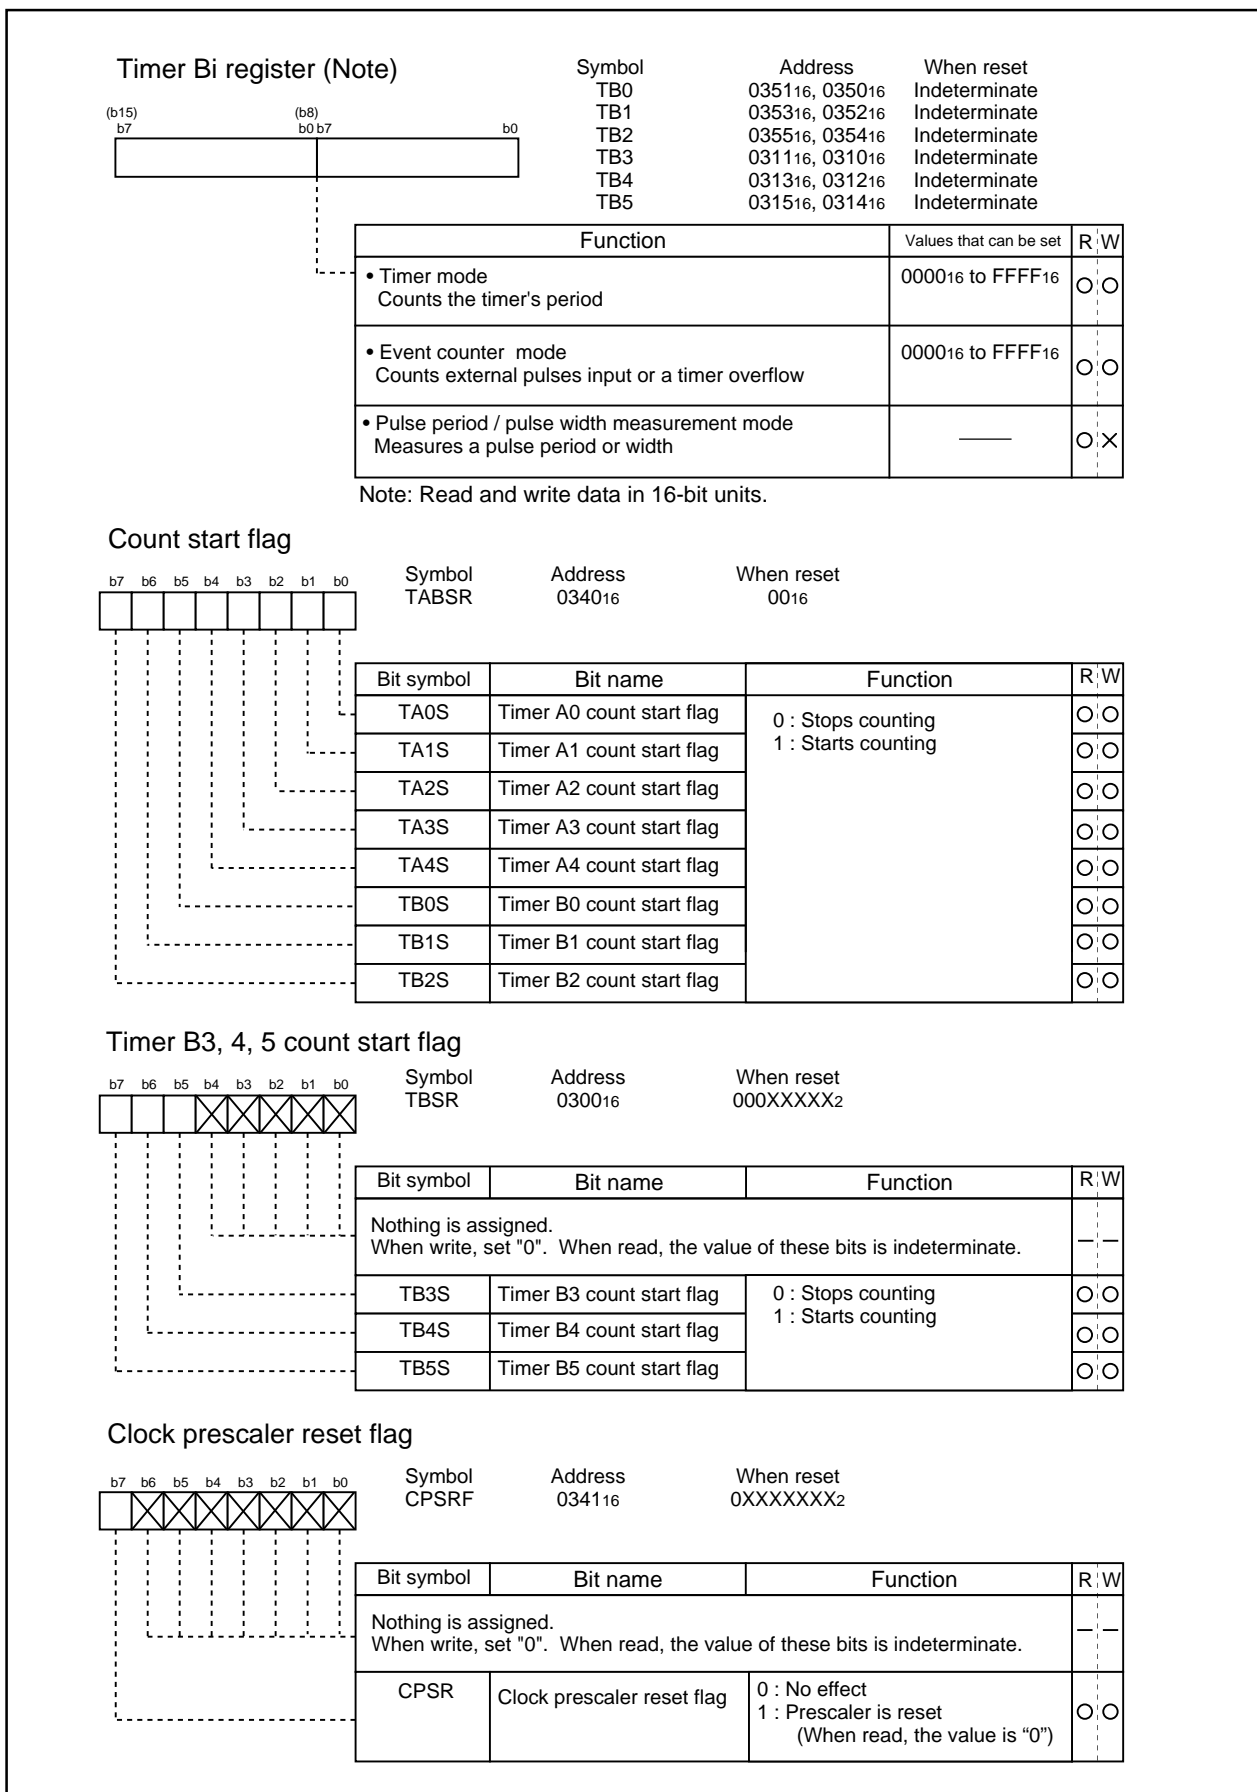 Timer Bi register (Note)
Symbol Address When reset
TB0 035116, 035016 Indeterminate
TB1 035316, 035216 Indeterminate
TB2 035516, 035416 Indeterminate
TB3 031116, 031016 Indeterminate
TB4 031316, 031216 Indeterminate
TB5 031516, 031416 Indeterminate
(b15) (b8)
b7 b0 b7 b0
Function Values that can be set R W
• Timer mode 000016 to FFFF16
Counts the timer's period
• Event counter mode 000016 to FFFF16
Counts external pulses input or a timer overflow
• Pulse period / pulse width measurement mode
Measures a pulse period or width
Note: Read and write data in 16-bit units.
Count start flag
Symbol Address When reset
TABSR 034016 0016
b7 b6 b5 b4 b3 b2 b1 b0
Bit symbol Bit name Function R W
TA0S Timer A0 count start flag 0 : Stops counting
1 : Starts counting
TA1S Timer A1 count start flag
TA2S Timer A2 count start flag
TA3S Timer A3 count start flag
TA4S Timer A4 count start flag
TB0S Timer B0 count start flag
TB1S Timer B1 count start flag
TB2S Timer B2 count start flag
Timer B3, 4, 5 count start flag
Symbol Address When reset
TBSR 030016 000XXXXX2
b7 b6 b5 b4 b3 b2 b1 b0
Bit symbol Bit name Function R W
Nothing is assigned.
When write, set "0". When read, the value of these bits is indeterminate.
TB3S Timer B3 count start flag 0 : Stops counting
1 : Starts counting
TB4S Timer B4 count start flag
TB5S Timer B5 count start flag
Clock prescaler reset flag
Symbol Address When reset
CPSRF 034116 0XXXXXXX2
b7 b6 b5 b4 b3 b2 b1 b0
Bit symbol Bit name Function R W
Nothing is assigned.
When write, set "0". When read, the value of these bits is indeterminate.
CPSR Clock prescaler reset flag 0 : No effect
1 : Prescaler is reset
(When read, the value is “0”)